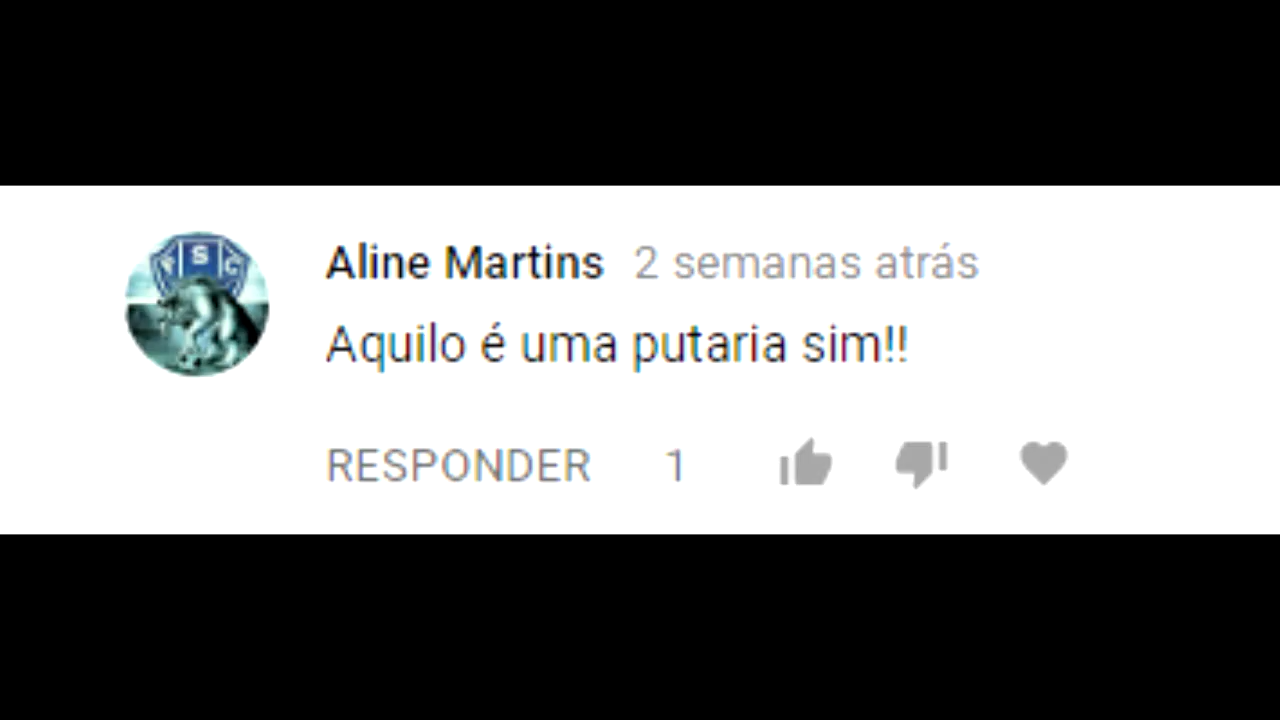 P S C
Aline Martins 2 semanas atrás
Aquilo é uma putaria sim!!
RESPONDER 1